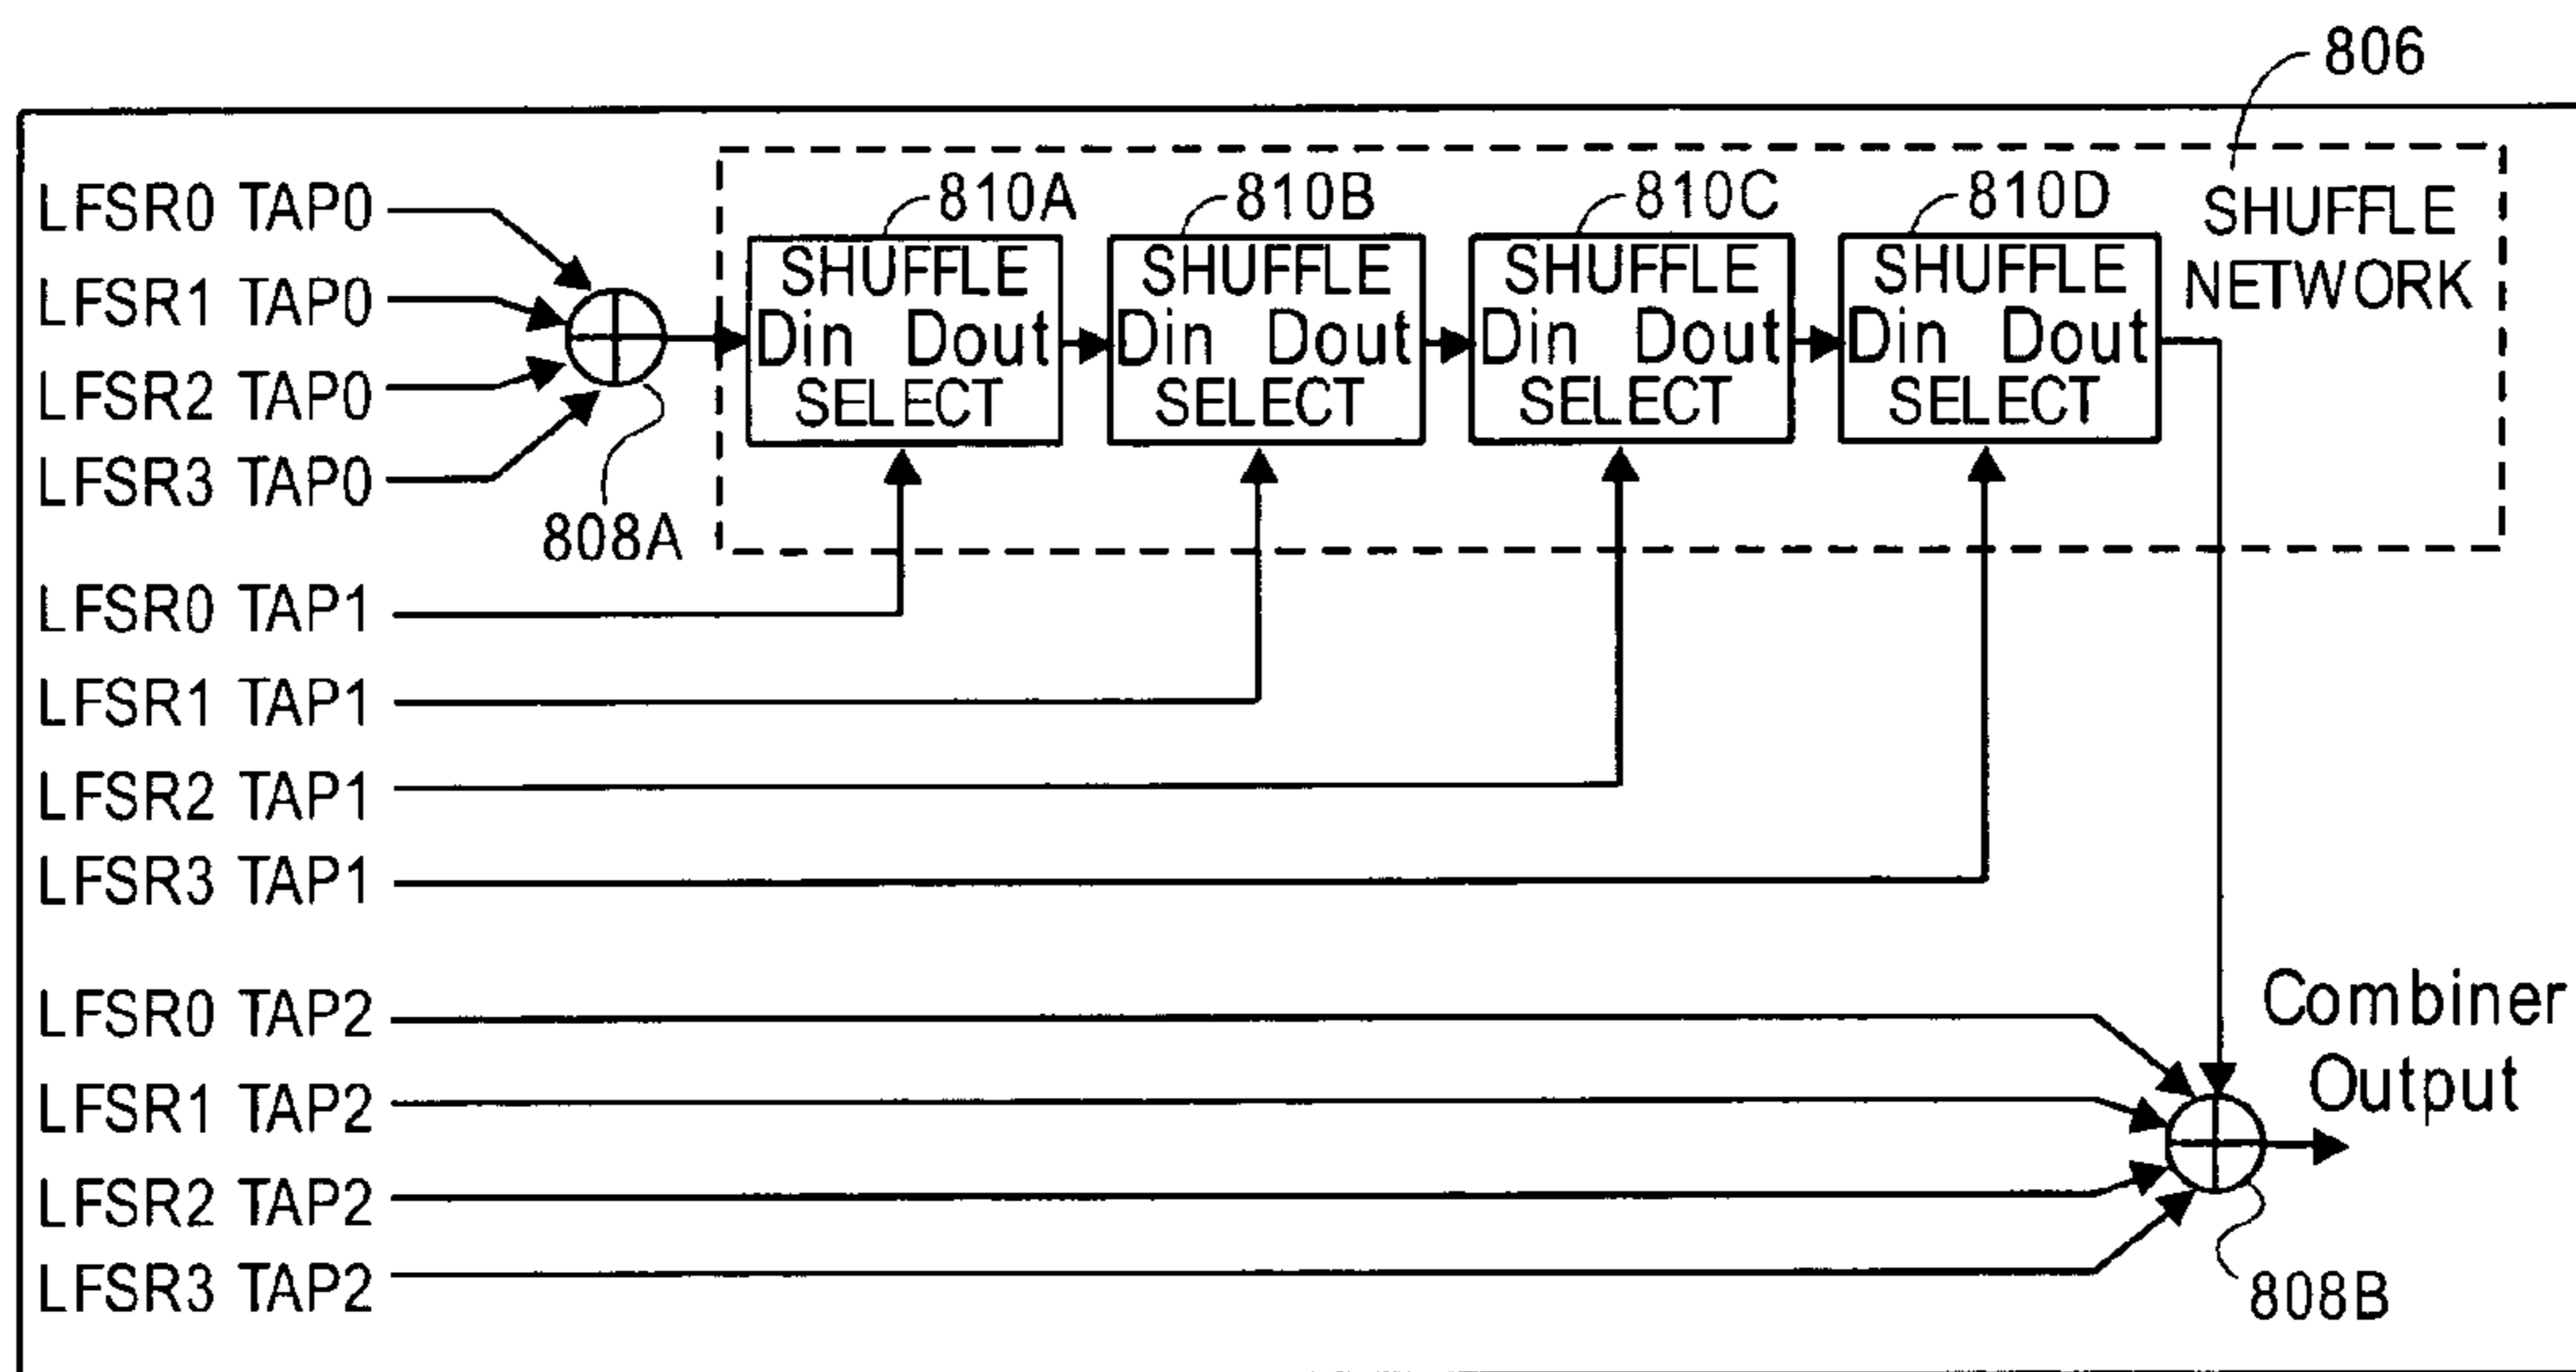 806
810A
810B
810C
810D
SHUFFLE
NETWORK
LFSR0 TAP0
LFSR1 TAP0
LFSR2 TAP0
LFSR3 TAP0
808A
SHUFFLE
Din Dout
SELECT
SHUFFLE
Din Dout
SELECT
SHUFFLE
Din Dout
SELECT
SHUFFLE
Din Dout
SELECT
LFSR0 TAP1
LFSR1 TAP1
LFSR2 TAP1
LFSR3 TAP1
LFSR0 TAP2
LFSR1 TAP2
LFSR2 TAP2
LFSR3 TAP2
Combiner
Output
808B